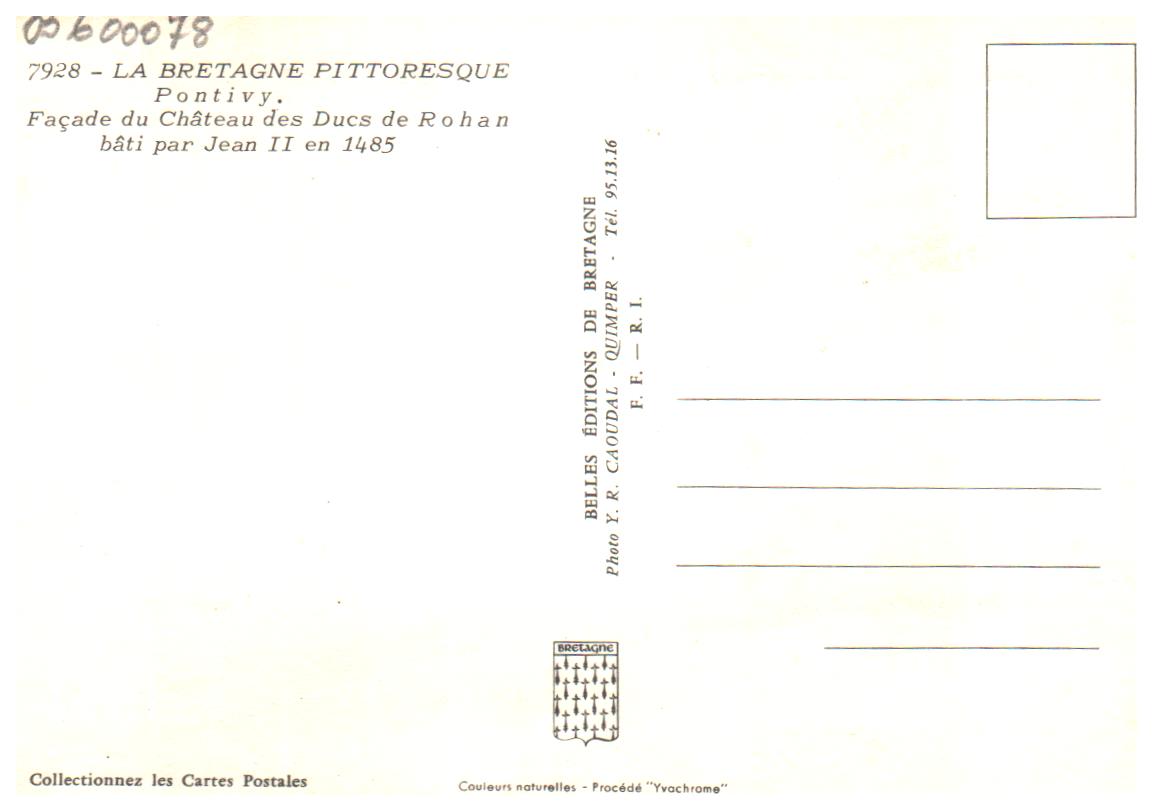 05600078
7928 - LA BRETAGNE PITTORESQUE
Pontivy.
Façade du Château des Ducs de Rohan
bâti par Jean II en 1485
BELLES ÉDITIONS DE BRETAGNE
Photo Y. R. CAOUDAL - QUIMPER - Tél. 95.13.16
F. F. — R. I.
BRETAGNE
Collectionnez les Cartes Postales
Couleurs naturelles - Procédé "Yvachrome"